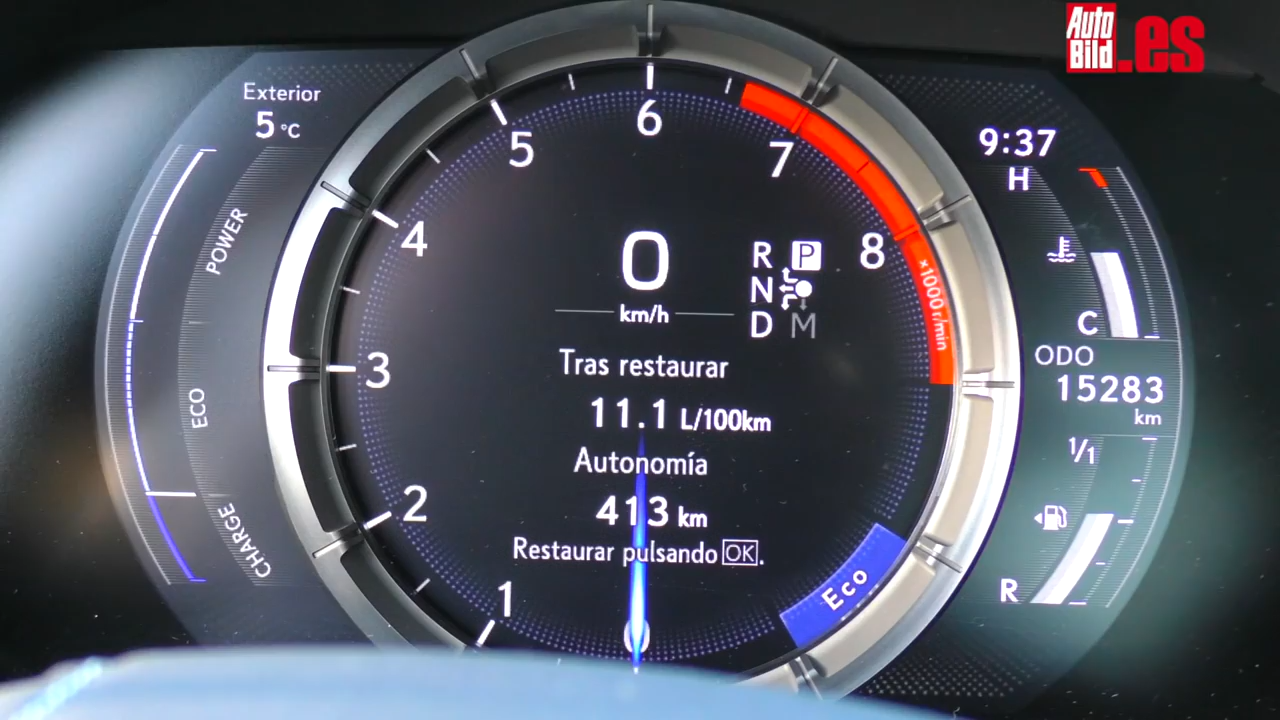 Auto
Bild.es
Exterior
5 °C
POWER
ECO
CHARGE
0
1
2
3
4
5
6
7
8
×1000r/min
0
km/h
R P
N
D M
Tras restaurar
11.1 L/100km
Autonomía
413 km
Restaurar pulsando OK.
Eco
9:37
H
C
ODO
15283
km
1/1
R